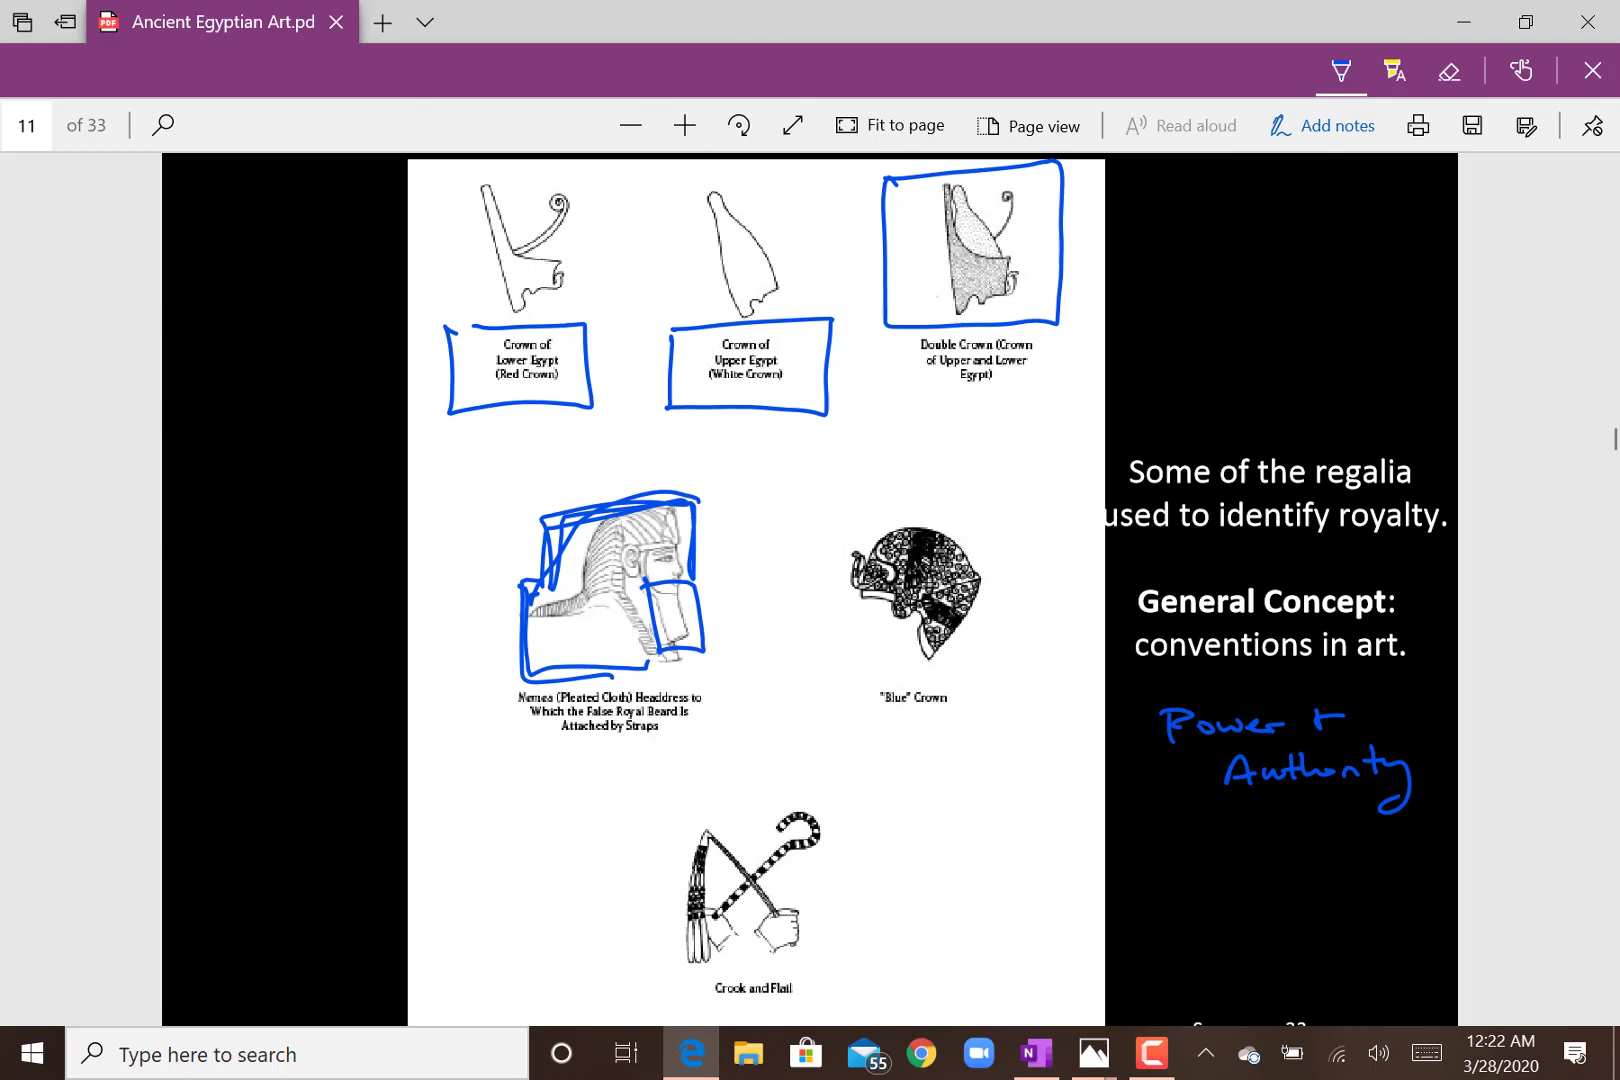 Ancient Egyptian Art.pd
11 of 33
Fit to page
Page view
Read aloud
Add notes
Crown of
Lower Egypt
(Red Crown)
Crown of
Upper Egypt
(White Crown)
Double Crown (Crown
of Upper and Lower
Egypt)
Some of the regalia
used to identify royalty.
General Concept:
conventions in art.
Power +
Authority
Nemes (Pleated Cloth) Headdress to
Which the False Royal Beard Is
Attached by Straps
"Blue" Crown
Crook and Flail
Type here to search
55
12:22 AM
3/28/2020